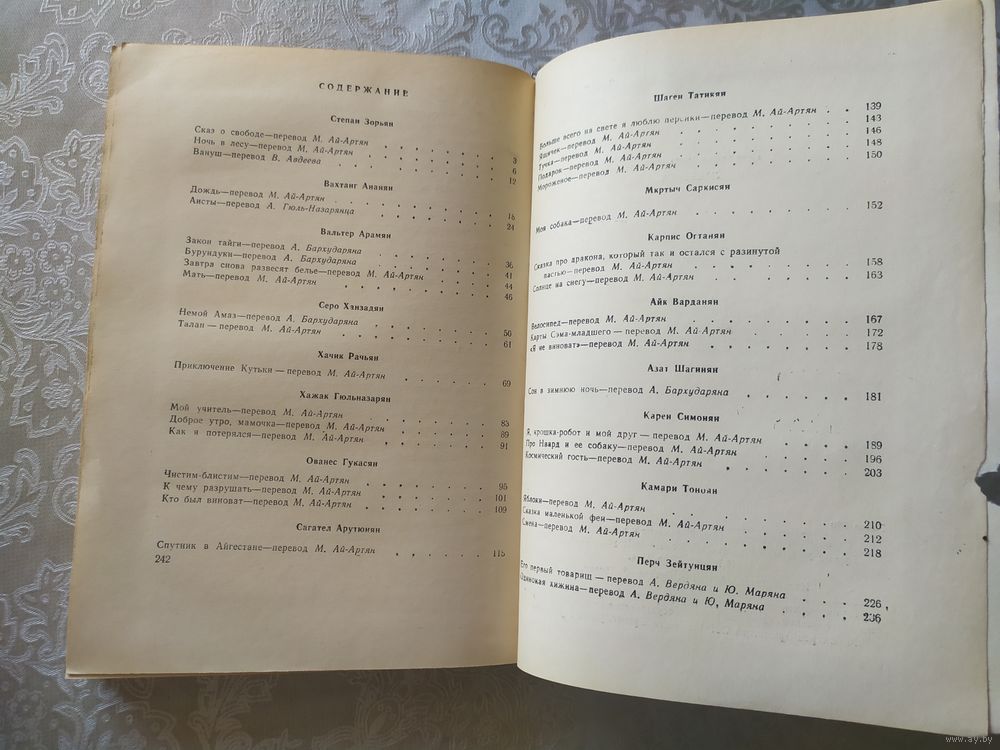 СОДЕРЖАНИЕ
Степан Зорьян
Сказ о свободе—перевод М. Ай-Артян . . . . . 3
Ночь в лесу—перевод М. Ай-Артян . . . . . 6
Вануш—перевод В. Авдеева . . . . . 12
Вахтанг Ананян
Дождь—перевод М. Ай-Артян . . . . . 18
Аисты—перевод А. Гюль-Назарянца . . . . . 24
Вальтер Арамян
Закон тайги—перевод А. Бархударяна . . . . . 36
Бурундуки—перевод А. Бархударяна . . . . . 41
Завтра снова развесят белье—перевод М. Ай-Артян . . . . . 44
Мать—перевод М. Ай-Артян . . . . . 46
Серо Ханзадян
Немой Амаз—перевод А. Бархударяна . . . . . 56
Талан—перевод М. Ай-Артян . . . . . 61
Хачик Рачьян
Приключение Кутьки—перевод М. Ай-Артян . . . . . 69
Хажак Гюльназарян
Мой учитель—перевод М. Ай-Артян . . . . . 85
Доброе утро, мамочка—перевод М. Ай-Артян . . . . . 89
Как я потерялся—перевод М. Ай-Артян . . . . . 91
Ованес Гукасян
Чистим-блистим—перевод М. Ай-Артян . . . . . 95
К чему разрушать—перевод М. Ай-Артян . . . . . 101
Кто был виноват—перевод М. Ай-Артян . . . . . 109
Сагател Арутюнян
Спутник в Айгестане—перевод М. Ай-Артян . . . . . 115
242
Шаген Татикян
Больше всего на свете я люблю персики—перевод М. Ай-Артян . . 139
Ящичек—перевод М. Ай-Артян . . . . . 143
Тучка—перевод М. Ай-Артян . . . . . 146
Подарок—перевод М. Ай-Артян . . . . . 148
Мороженое—перевод М. Ай-Артян . . . . . 150
Мкртыч Саркисян
Моя собака—перевод М. Ай-Артян . . . . . 152
Карпис Оганян
Сказка про дракона, который так и остался с разинутой
пастью—перевод М. Ай-Артян . . . . . 158
Солнце на снегу—перевод М. Ай-Артян . . . . . 163
Айк Варданян
Велосипед—перевод М. Ай-Артян . . . . . 167
Карты Сэма-младшего—перевод М. Ай-Артян . . . . . 172
«Я не виноват»—перевод М. Ай-Артян . . . . . 178
Азат Шагинян
Сон в зимнюю ночь—перевод А. Бархударяна . . . . . 181
Карен Симонян
Я, крошка-робот и мой друг—перевод М. Ай-Артян . . . . . 189
Про Наярд и ее собаку—перевод М. Ай-Артян . . . . . 196
Космический гость—перевод М. Ай-Артян . . . . . 203
Камари Тоноян
Яблоки—перевод М. Ай-Артян . . . . . 210
Сказка маленькой феи—перевод М. Ай-Артян . . . . . 212
Смена—перевод М. Ай-Артян . . . . . 218
Перч Зейтунцян
Его первый товарищ—перевод А. Вердяна и Ю. Маряна . . . . 226
Одинокая хижина—перевод А. Вердяна и Ю. Маряна . . . . 236
www.ay.by